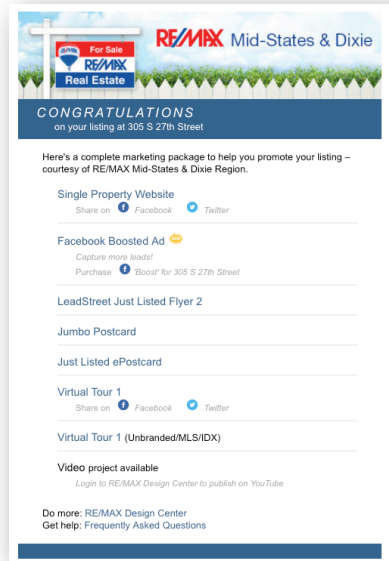 For Sale
RE/MAX
Real Estate
RE/MAX Mid-States & Dixie
CONGRATULATIONS
on your listing at 305 S 27th Street
Here's a complete marketing package to help you promote your listing –
courtesy of RE/MAX Mid-States & Dixie Region.
Single Property Website
Share on Facebook Twitter
Facebook Boosted Ad
Capture more leads!
Purchase 'Boost' for 305 S 27th Street
LeadStreet Just Listed Flyer 2
Jumbo Postcard
Just Listed ePostcard
Virtual Tour 1
Share on Facebook Twitter
Virtual Tour 1 (Unbranded/MLS/IDX)
Video project available
Login to RE/MAX Design Center to publish on YouTube
Do more: RE/MAX Design Center
Get help: Frequently Asked Questions